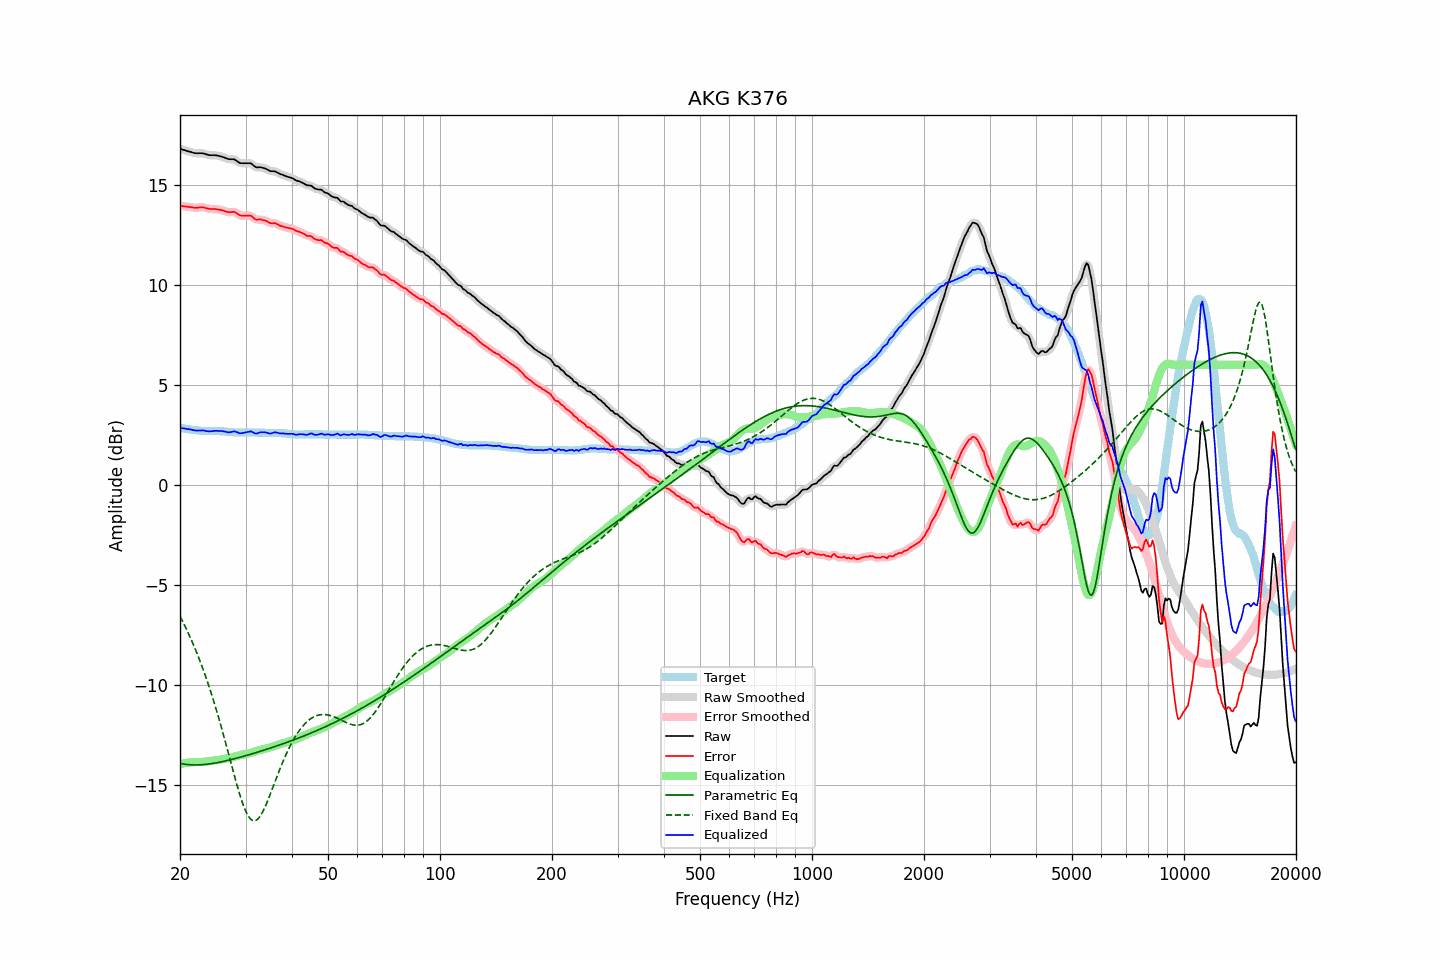 AKG K376
Amplitude (dBr)
15
10
5
0
−5
−10
−15
Target
Raw Smoothed
Error Smoothed
Raw
Error
Equalization
Parametric Eq
Fixed Band Eq
Equalized
20 50 100 200 500 1000 2000 5000 10000 20000
Frequency (Hz)